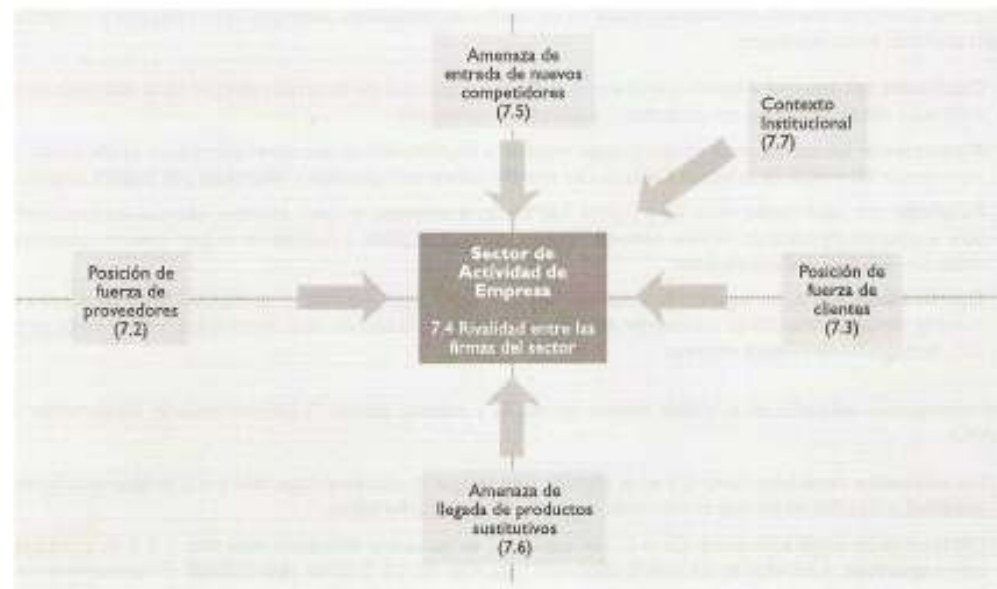 Amenaza de
entrada de nuevos
competidores
(7.5)
Contexto
Institucional
(7.7)
Posición de
fuerza de
proveedores
(7.2)
Sector de
Actividad de
Empresa
7.4 Rivalidad entre las
firmas del sector
Posición de
fuerza de
clientes
(7.3)
Amenaza de
llegada de productos
sustitutivos
(7.6)